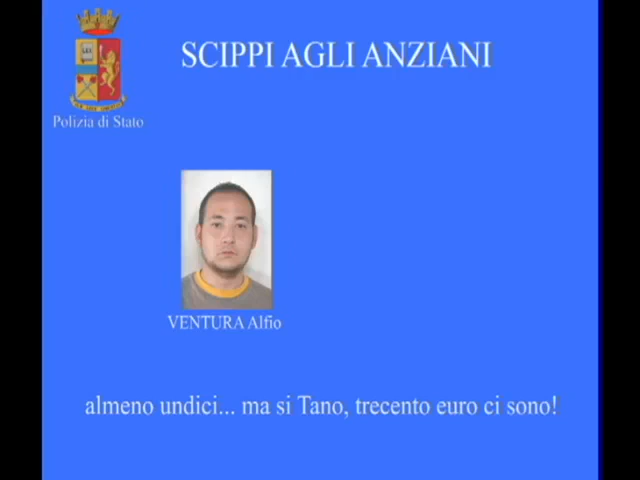 SCIPPI AGLI ANZIANI
Polizia di Stato
VENTURA Alfio
almeno undici... ma si Tano, trecento euro ci sono!